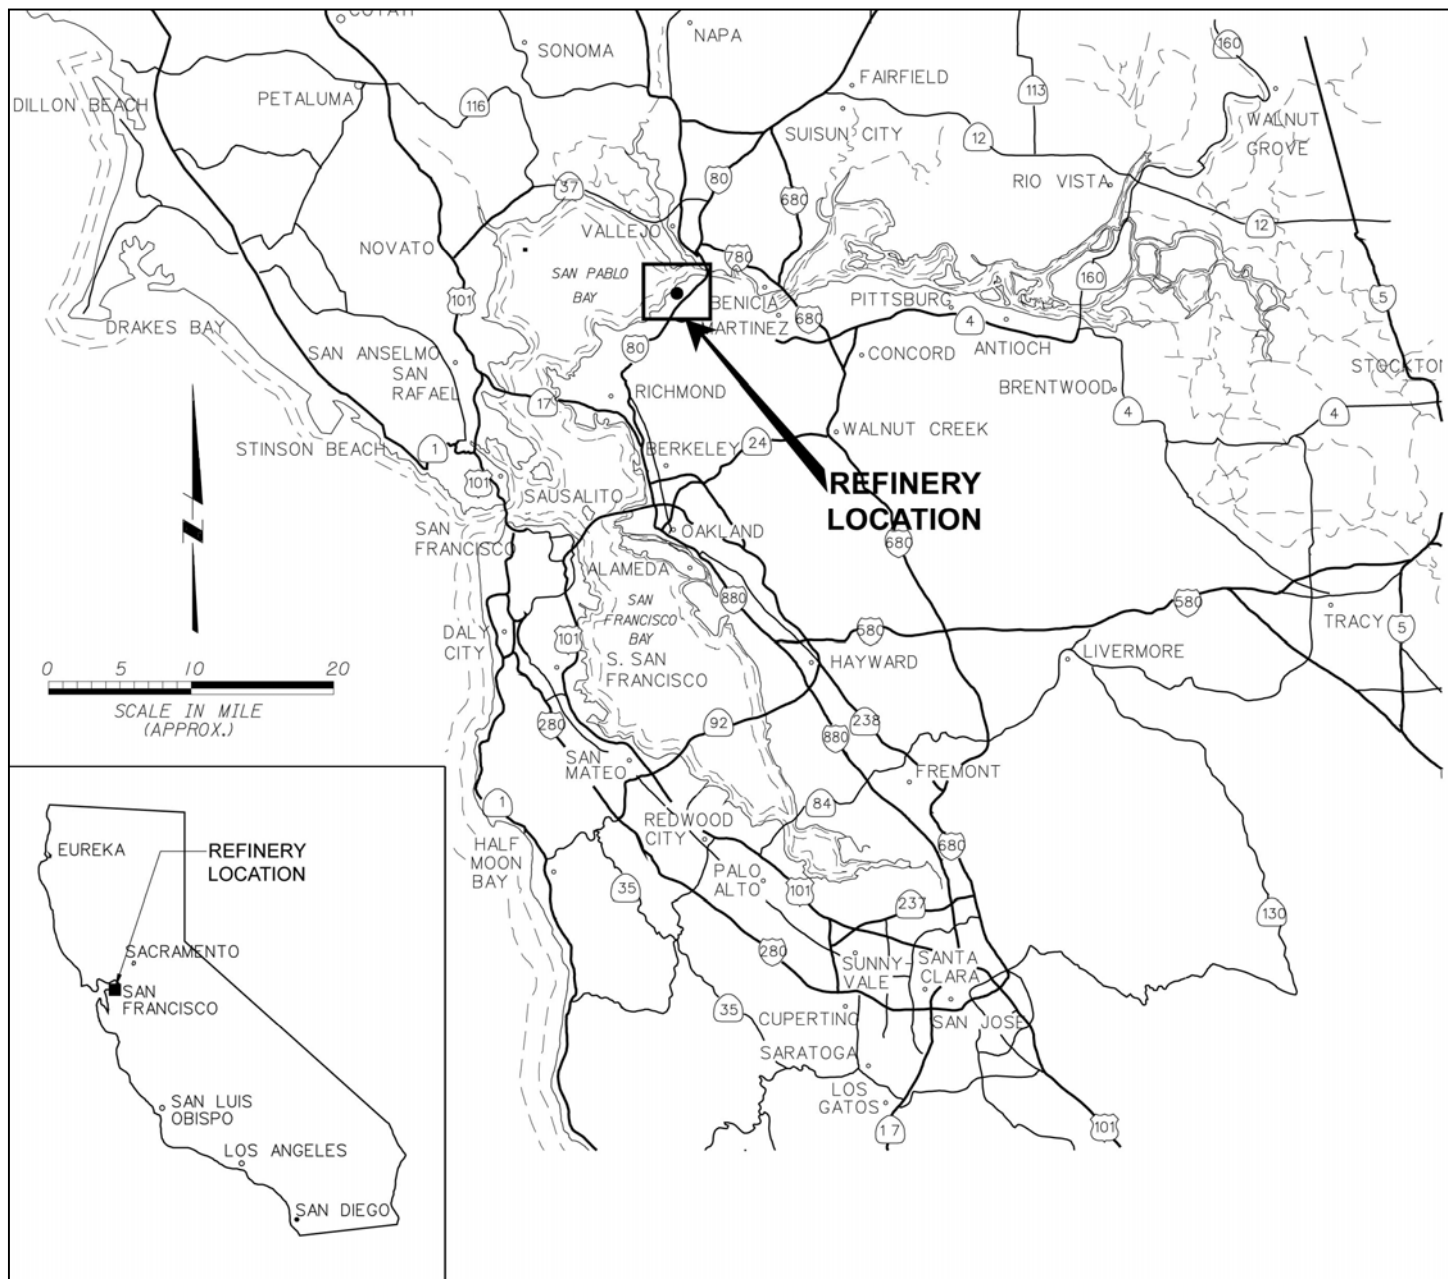 COTATI
NAPA
SONOMA
160
FAIRFIELD
113
DILLON BEACH
PETALUMA
116
SUISUN CITY
12
WALNUT
GROVE
RIO VISTA
80
37
680
12
VALLEJO
NOVATO
780
SAN PABLO
BAY
160
101
BENICIA
PITTSBURG
5
DRAKES BAY
MARTINEZ
680
4
ANTIOCH
SAN ANSELMO
80
CONCORD
SAN
RAFAEL
STOCKTON
RICHMOND
BRENTWOOD
17
4
4
STINSON BEACH
1
BERKELEY
24
WALNUT CREEK
101
SAUSALITO
REFINERY
LOCATION
SAN
FRANCISCO
OAKLAND
680
ALAMEDA
SAN
FRANCISCO
BAY
880
580
DALY
CITY
101
580
TRACY
5
S. SAN
FRANCISCO
HAYWARD
LIVERMORE
0 5 10 20
SCALE IN MILE
(APPROX.)
280
92
238
880
SAN
MATEO
FREMONT
1
84
REDWOOD
CITY
HALF
MOON
BAY
680
PALO
ALTO
35
101
237
130
280
SUNNY-
VALE
SANTA
CLARA
35
CUPERTINO
SAN JOSE
SARATOGA
LOS
GATOS
17
101
EUREKA
REFINERY
LOCATION
SACRAMENTO
SAN
FRANCISCO
SAN LUIS
OBISPO
LOS ANGELES
SAN DIEGO